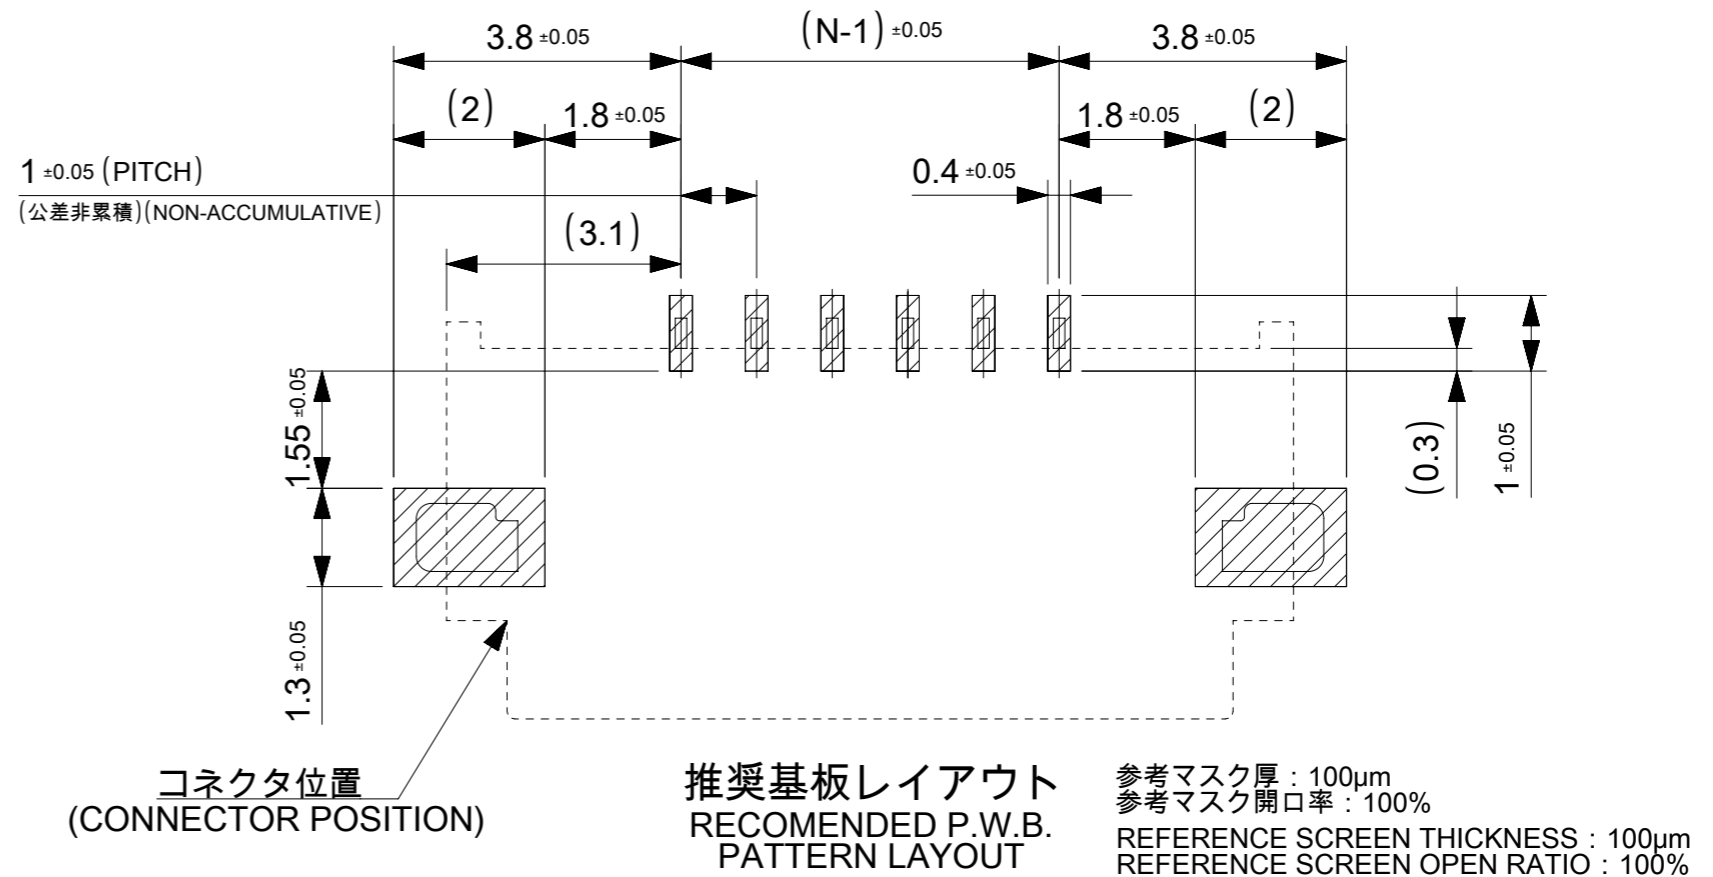 3.8 ±0.05
(N-1) ±0.05
3.8 ±0.05
(2)
1.8 ±0.05
1.8 ±0.05
(2)
1 ±0.05 (PITCH)
(公差非累積)(NON-ACCUMULATIVE)
0.4 ±0.05
(3.1)
1.55 ±0.05
(0.3)
1 ±0.05
1.3 ±0.05
コネクタ位置
(CONNECTOR POSITION)
推奨基板レイアウト
RECOMENDED P.W.B.
PATTERN LAYOUT
参考マスク厚 : 100µm
参考マスク開口率 : 100%
REFERENCE SCREEN THICKNESS : 100µm
REFERENCE SCREEN OPEN RATIO : 100%